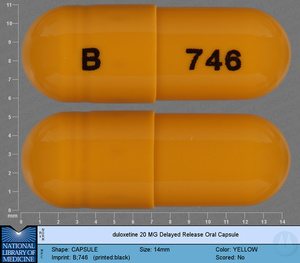 11
10
9
8
7
6
5
4
3
2
1
0
mm
B 746
0 1 2 3 4 5 6 7 8 9 10 11 12 13 14
NATIONAL
LIBRARY OF
MEDICINE
duloxetine 20 MG Delayed Release Oral Capsule
Shape: CAPSULE Size: 14mm Color: YELLOW
Imprint: B;746 (printed:black) Scored: No